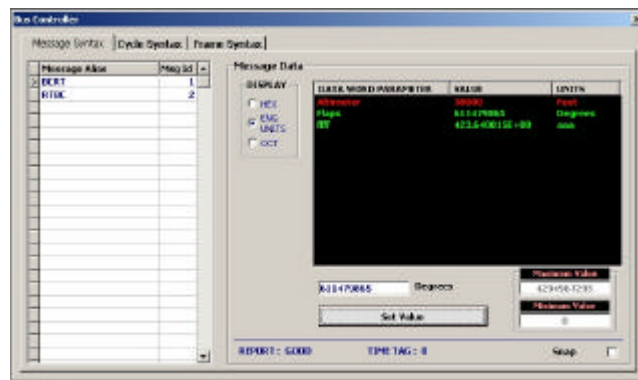 Bus Controller
Message Syntax Cycle Syntax Frame Syntax
Message Alias Msg Id
BCRT 1
RTBC 2
Message Data
DISPLAY
HEX
ENG UNITS
OCT
DATA WORD PARAMETER VALUE UNITS
Altimeter 30000 Feet
Flaps 611479865 Degrees
611479865 Degrees
Set Value
Maximum Value
4294967295
Minimum Value
0
REPORT : GOOD TIME TAG : 0 Snap